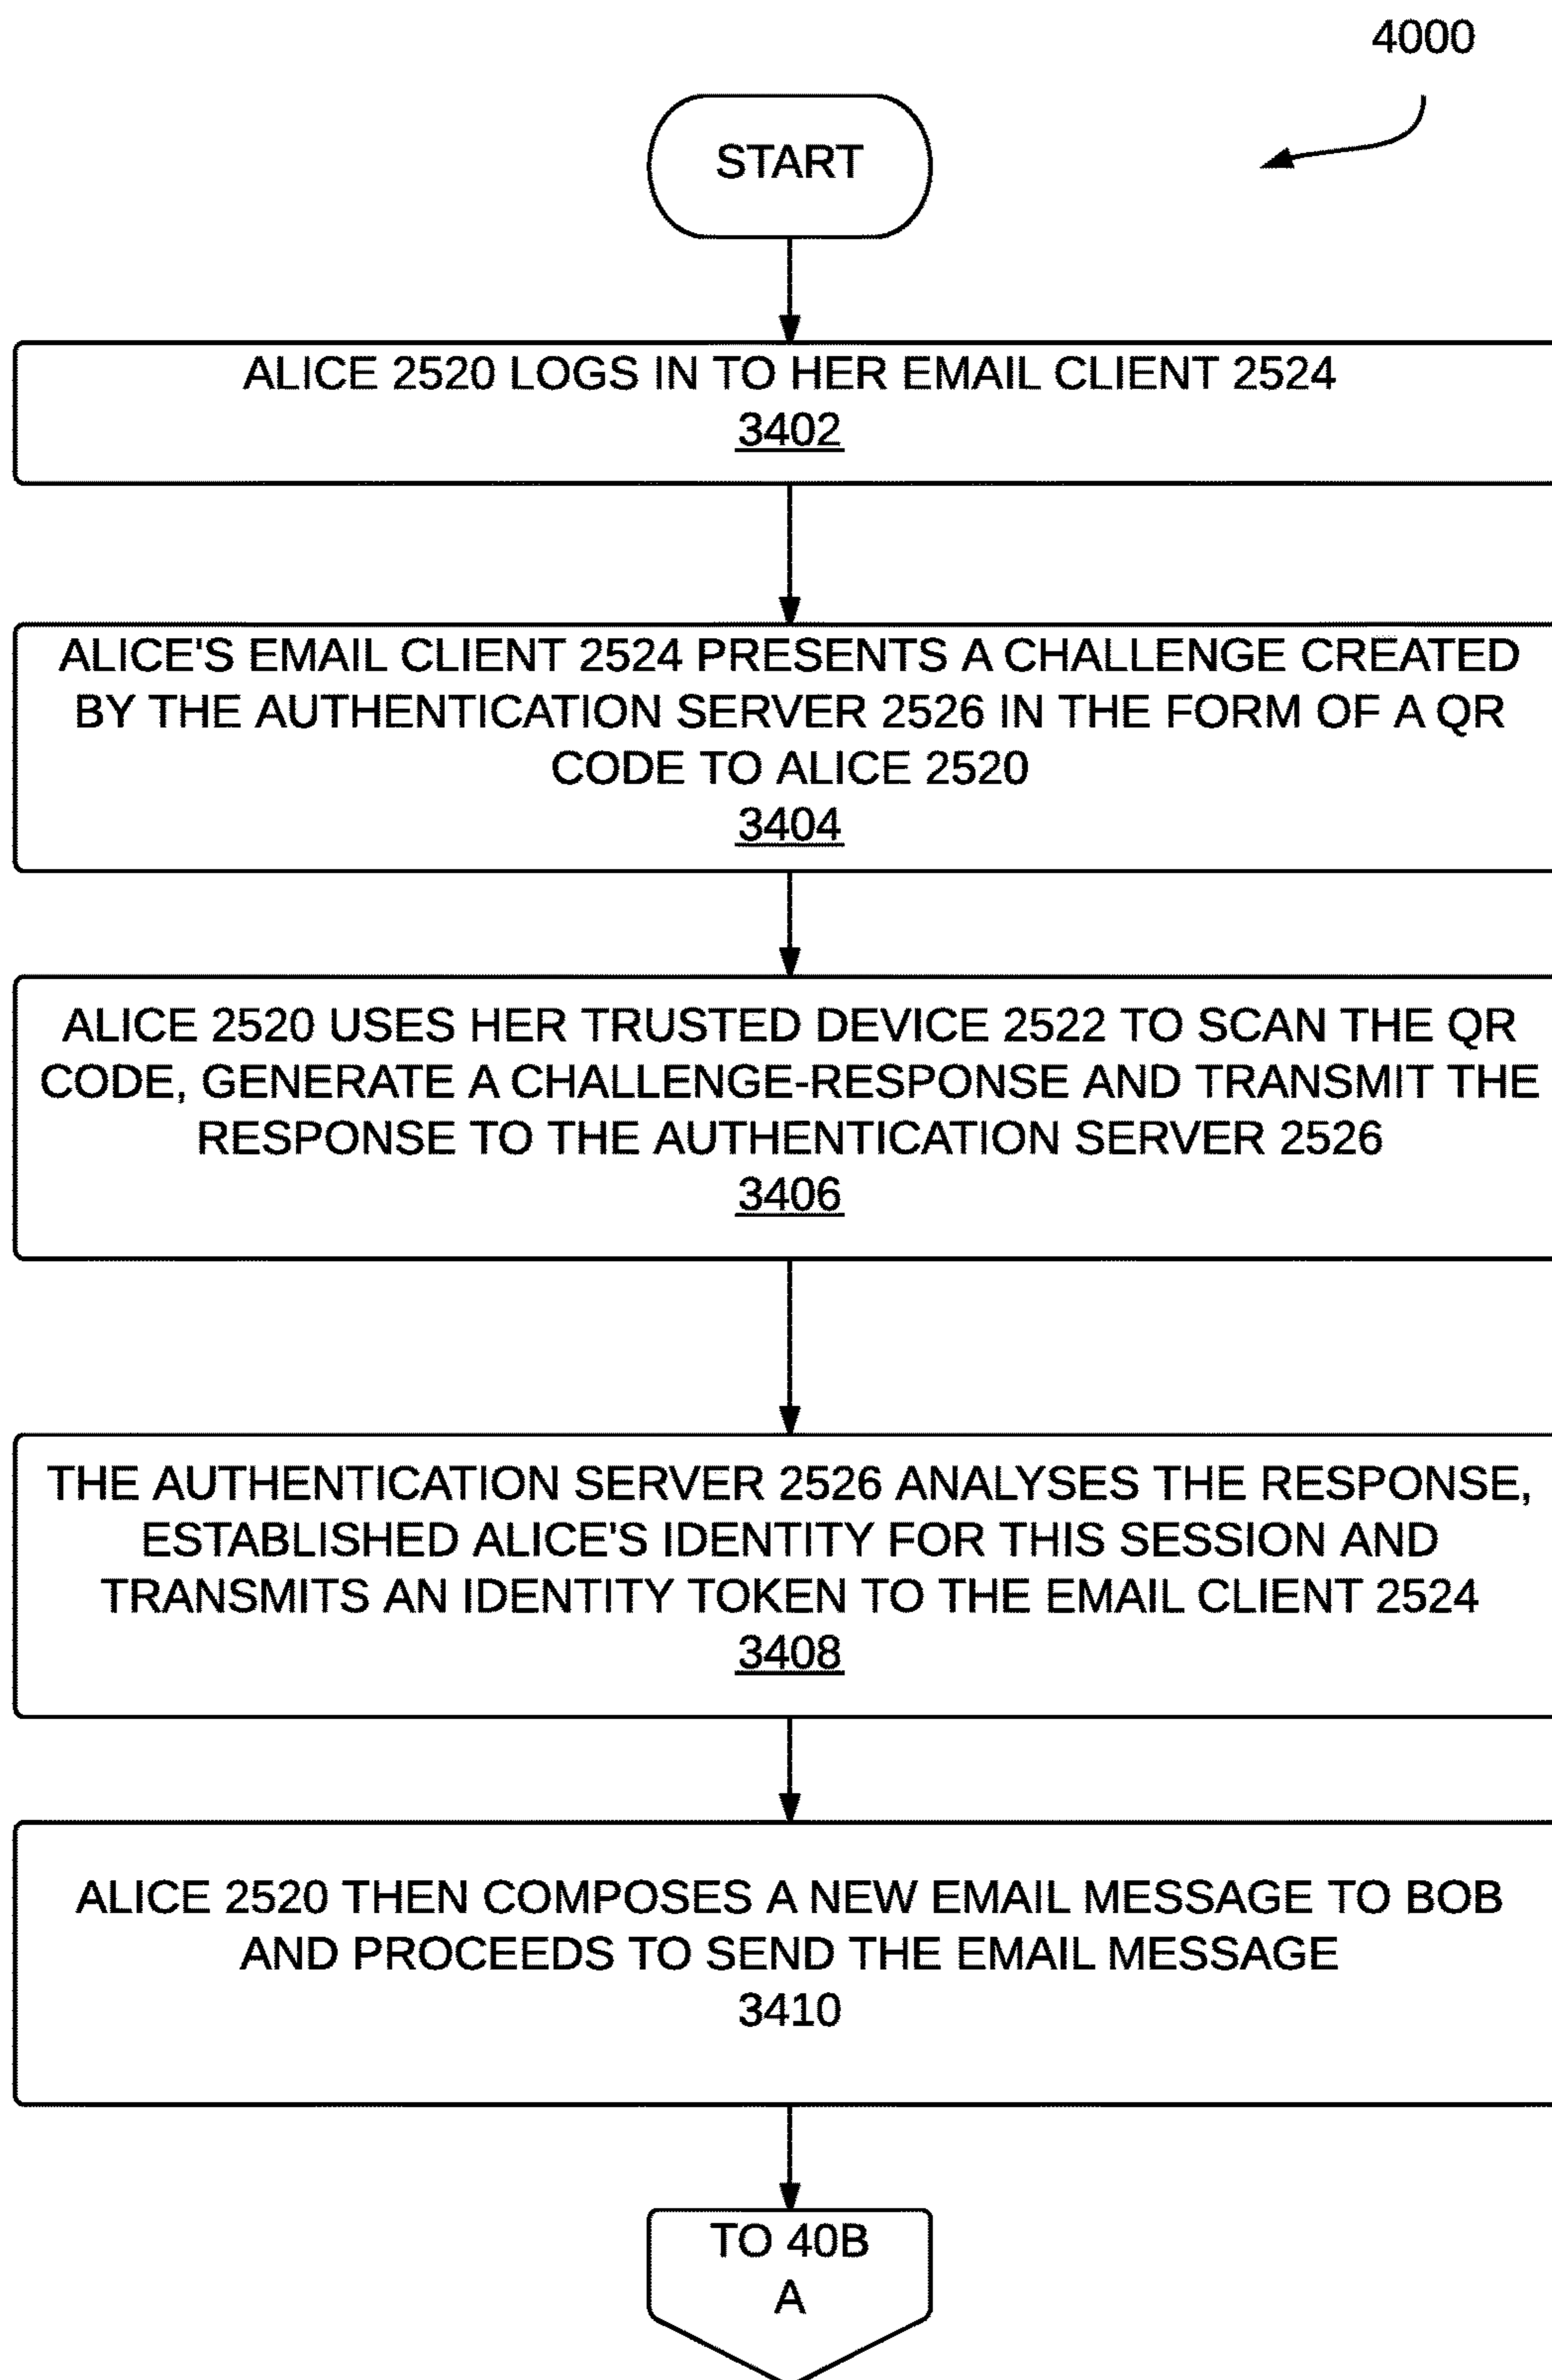 4000
START
ALICE 2520 LOGS IN TO HER EMAIL CLIENT 2524
3402
ALICE'S EMAIL CLIENT 2524 PRESENTS A CHALLENGE CREATED
BY THE AUTHENTICATION SERVER 2526 IN THE FORM OF A QR
CODE TO ALICE 2520
3404
ALICE 2520 USES HER TRUSTED DEVICE 2522 TO SCAN THE QR
CODE, GENERATE A CHALLENGE-RESPONSE AND TRANSMIT THE
RESPONSE TO THE AUTHENTICATION SERVER 2526
3406
THE AUTHENTICATION SERVER 2526 ANALYSES THE RESPONSE,
ESTABLISHED ALICE'S IDENTITY FOR THIS SESSION AND
TRANSMITS AN IDENTITY TOKEN TO THE EMAIL CLIENT 2524
3408
ALICE 2520 THEN COMPOSES A NEW EMAIL MESSAGE TO BOB
AND PROCEEDS TO SEND THE EMAIL MESSAGE
3410
TO 40B
A